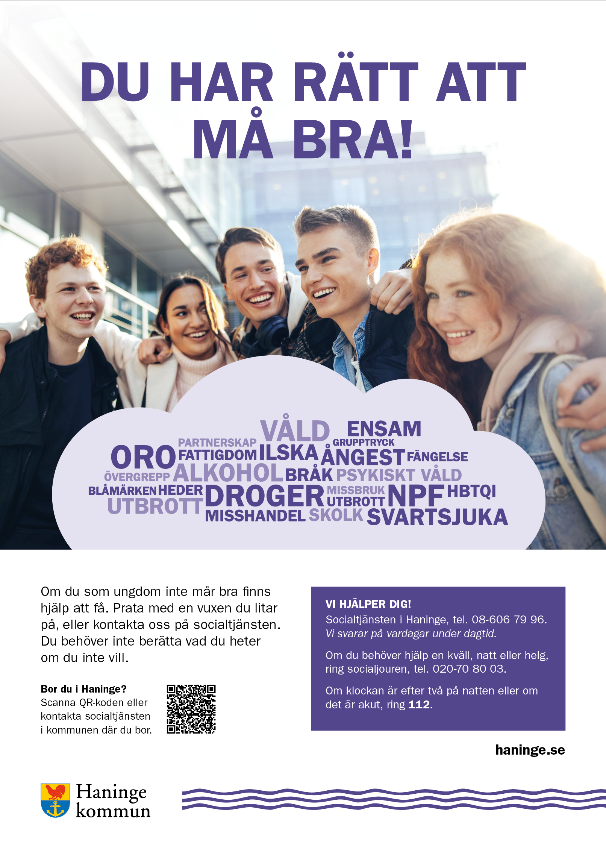 DU HAR RÄTT ATT
MÅ BRA!
VÅLD ENSAM
PARTNERSKAP GRUPPTRYCK
ORO FATTIGDOM ILSKA ÅNGEST FÄNGELSE
ÖVERGREPP ALKOHOL BRÅK PSYKISKT VÅLD
BLÅMÄRKEN HEDER DROGER MISSBRUK NPF HBTQI
UTBROTT UTBROTT
MISSHANDEL SKOLK SVARTSJUKA
Om du som ungdom inte mår bra finns
hjälp att få. Prata med en vuxen du litar
på, eller kontakta oss på socialtjänsten.
Du behöver inte berätta vad du heter
om du inte vill.
Bor du i Haninge?
Scanna QR-koden eller
kontakta socialtjänsten
i kommunen där du bor.
VI HJÄLPER DIG!
Socialtjänsten i Haninge, tel. 08-606 79 96.
Vi svarar på vardagar under dagtid.
Om du behöver hjälp en kväll, natt eller helg,
ring socialjouren, tel. 020-70 80 03.
Om klockan är efter två på natten eller om
det är akut, ring 112.
haninge.se
Haninge
kommun